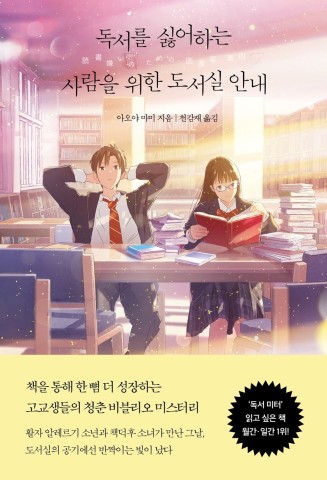 독서를 싫어하는
사람을 위한 도서실 안내
아오야 마미 지음 | 천감재 옮김
책을 통해 한 뼘 더 성장하는
고교생들의 청춘 비블리오 미스터리
활자 알레르기 소년과 책덕후 소녀가 만난 그날,
도서실의 공기에선 반짝이는 빛이 났다
'독서 미터'
읽고 싶은 책
월간·일간 1위!